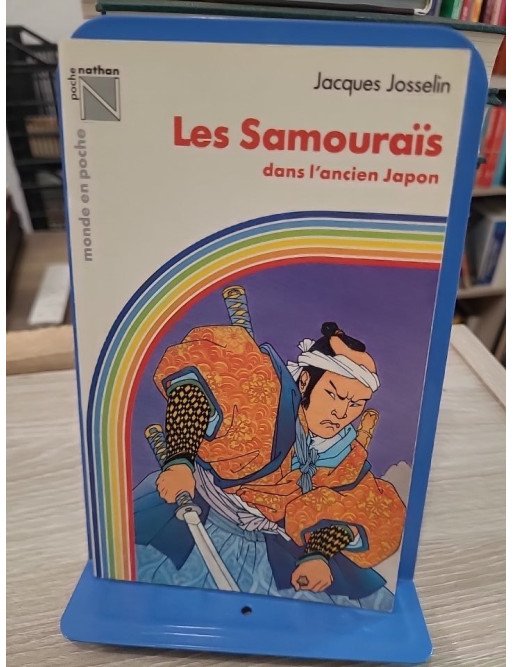 poche nathan
Jacques Josselin
Les Samouraïs
dans l'ancien Japon
monde en poche